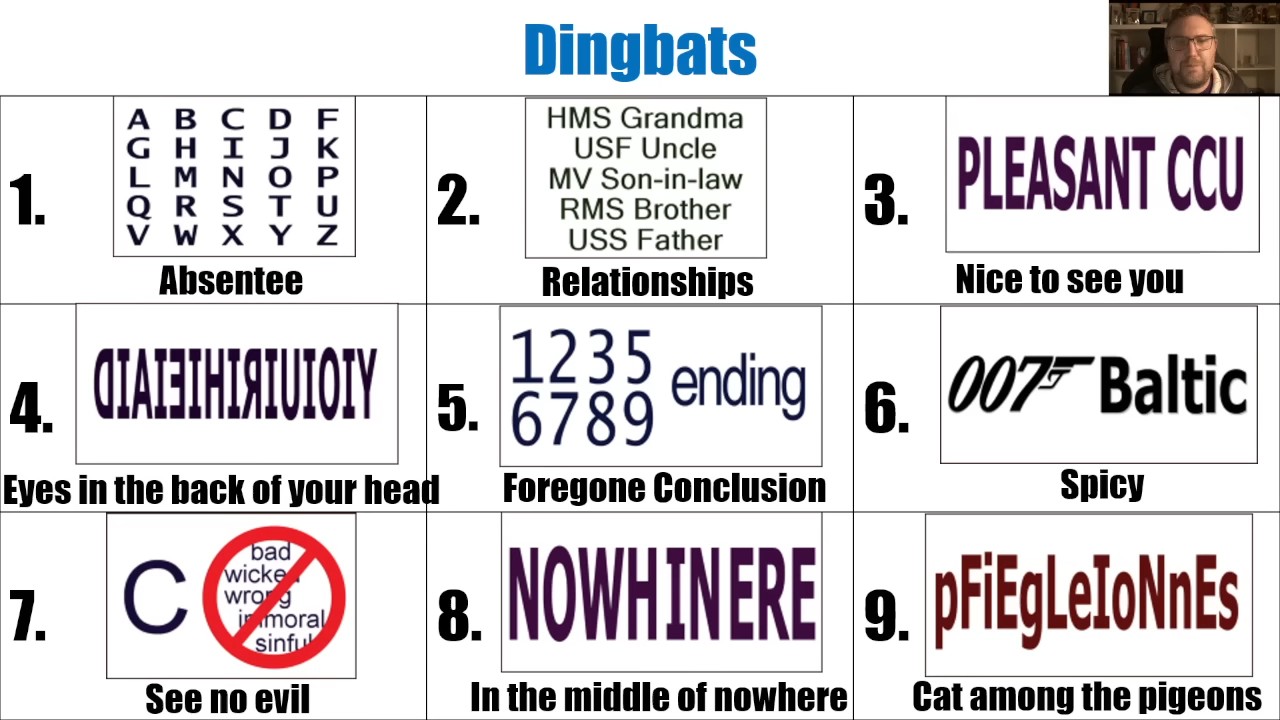 Dingbats
1.
A B C D F
G H I J K
L M N O P
Q R S T U
V W X Y Z
Absentee
2.
HMS Grandma
USF Uncle
MV Son-in-law
RMS Brother
USS Father
Relationships
3.
PLEASANT CCU
Nice to see you
4.
YIOIUIRIHIEIAID
Eyes in the back of your head
5.
1235
6789
ending
Foregone Conclusion
6.
007 Baltic
Spicy
7.
C
bad
wicked
wrong
immoral
sinful
See no evil
8.
NOWHINERE
In the middle of nowhere
9.
pFiEgLeIoNnEs
Cat among the pigeons